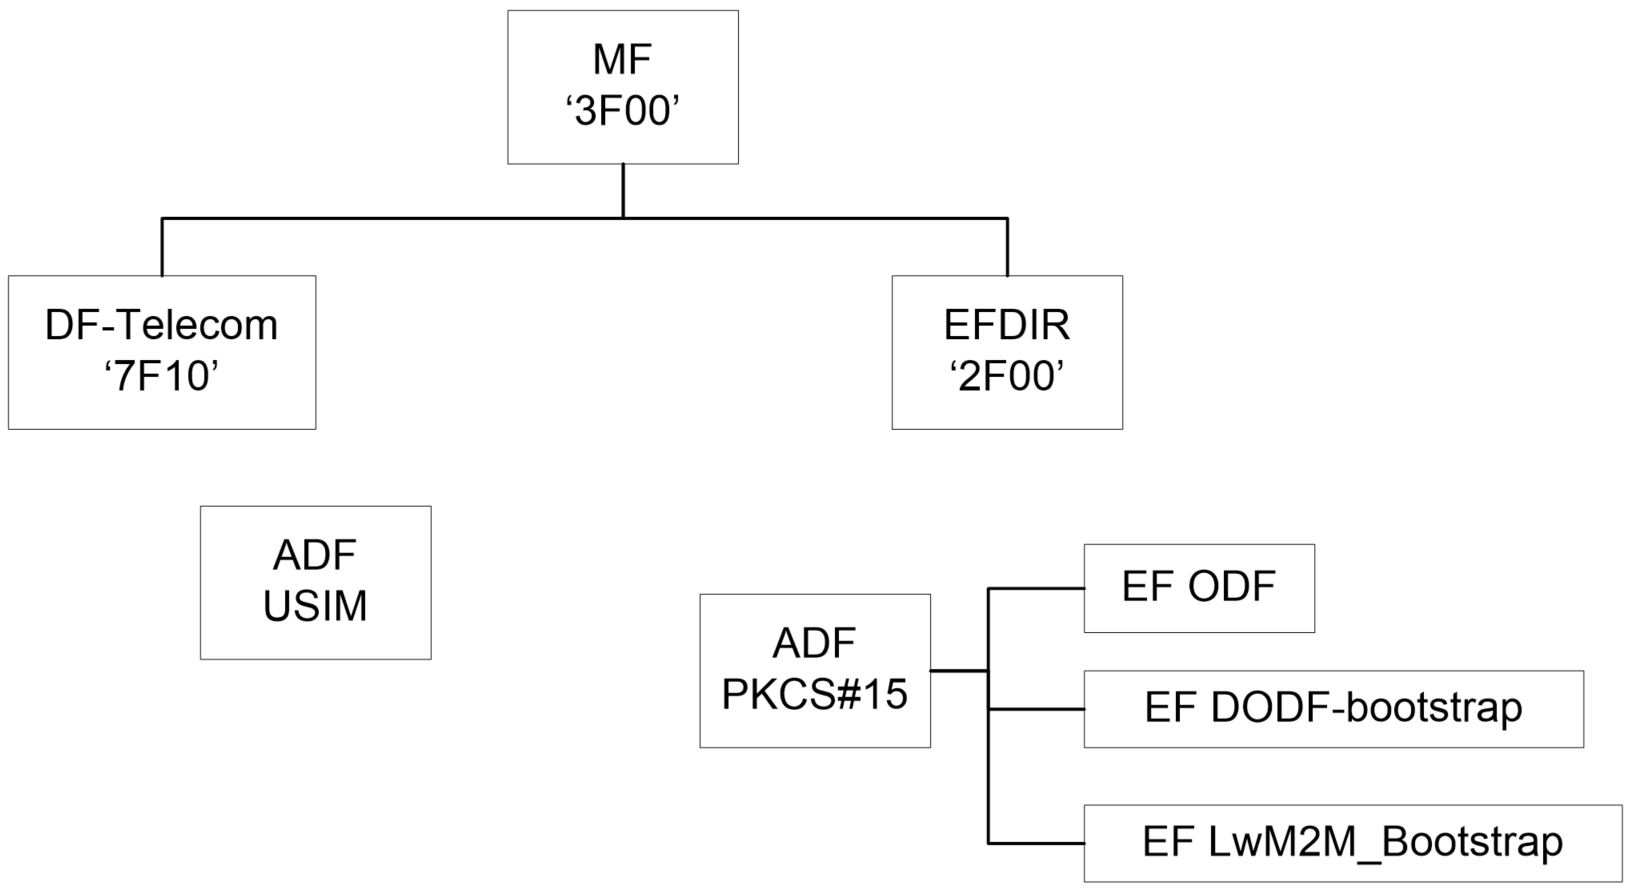 MF
‘3F00’
DF-Telecom
‘7F10’
EFDIR
‘2F00’
ADF
USIM
ADF
PKCS#15
EF ODF
EF DODF-bootstrap
EF LwM2M_Bootstrap